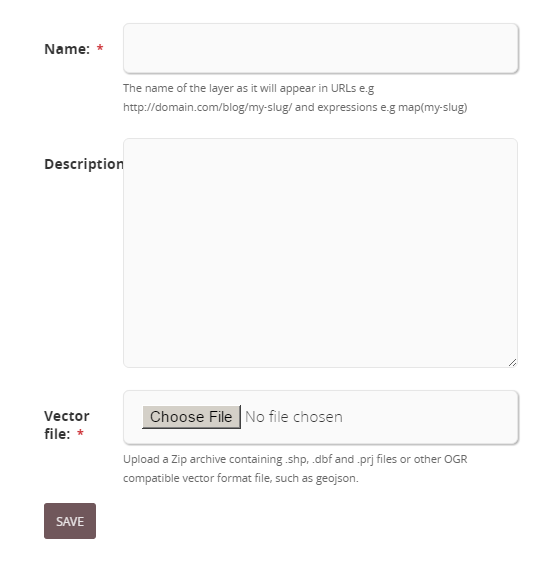 Name: *
The name of the layer as it will appear in URLs e.g
http://domain.com/blog/my-slug/ and expressions e.g map(my-slug)
Description
Vector
file: *
Choose File No file chosen
Upload a Zip archive containing .shp, .dbf and .prj files or other OGR
compatible vector format file, such as geojson.
SAVE